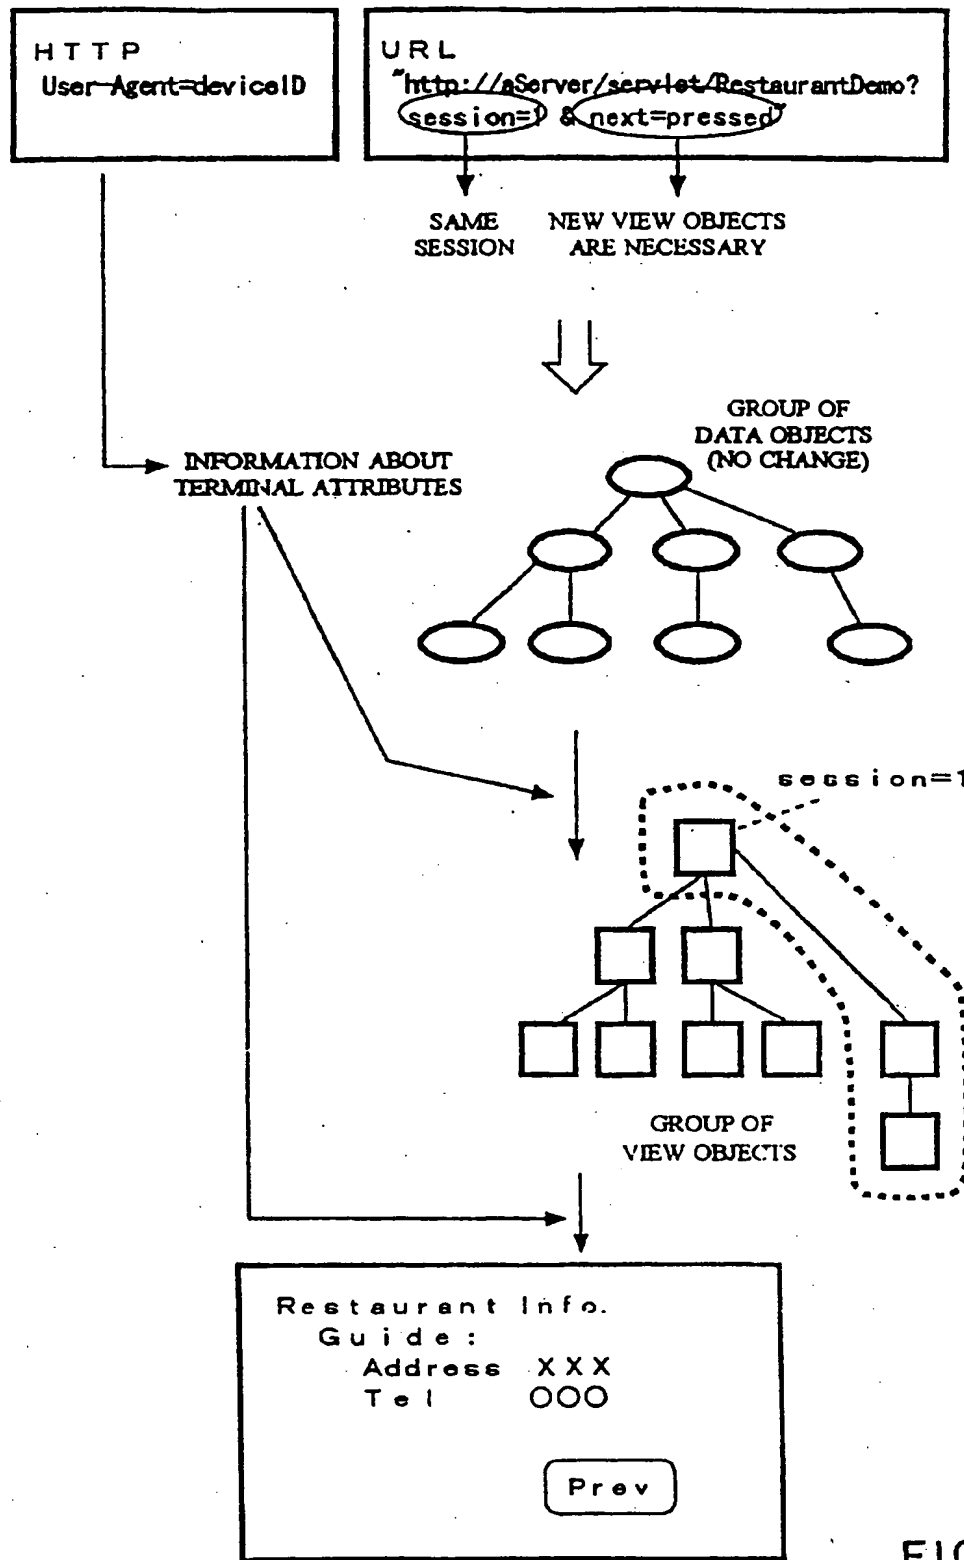 HTTP
User-Agent=deviceID
URL
"http://aServer/servlet/RestaurantDemo?
session=1 & next=pressed"
SAME
SESSION
NEW VIEW OBJECTS
ARE NECESSARY
GROUP OF
DATA OBJECTS
(NO CHANGE)
INFORMATION ABOUT
TERMINAL ATTRIBUTES
session=1
GROUP OF
VIEW OBJECTS
Restaurant Info.
Guide:
Address XXX
Tel OOO
Prev
FIG